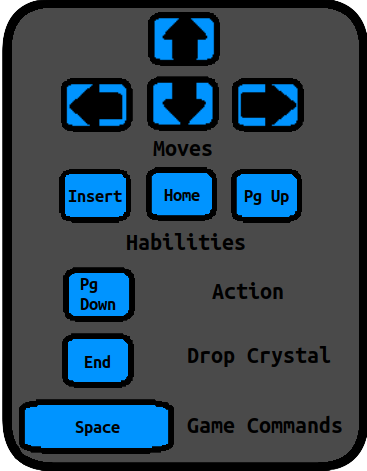 Moves
Insert Home Pg Up
Habilities
Pg
Down
Action
End
Drop Crystal
Space
Game Commands